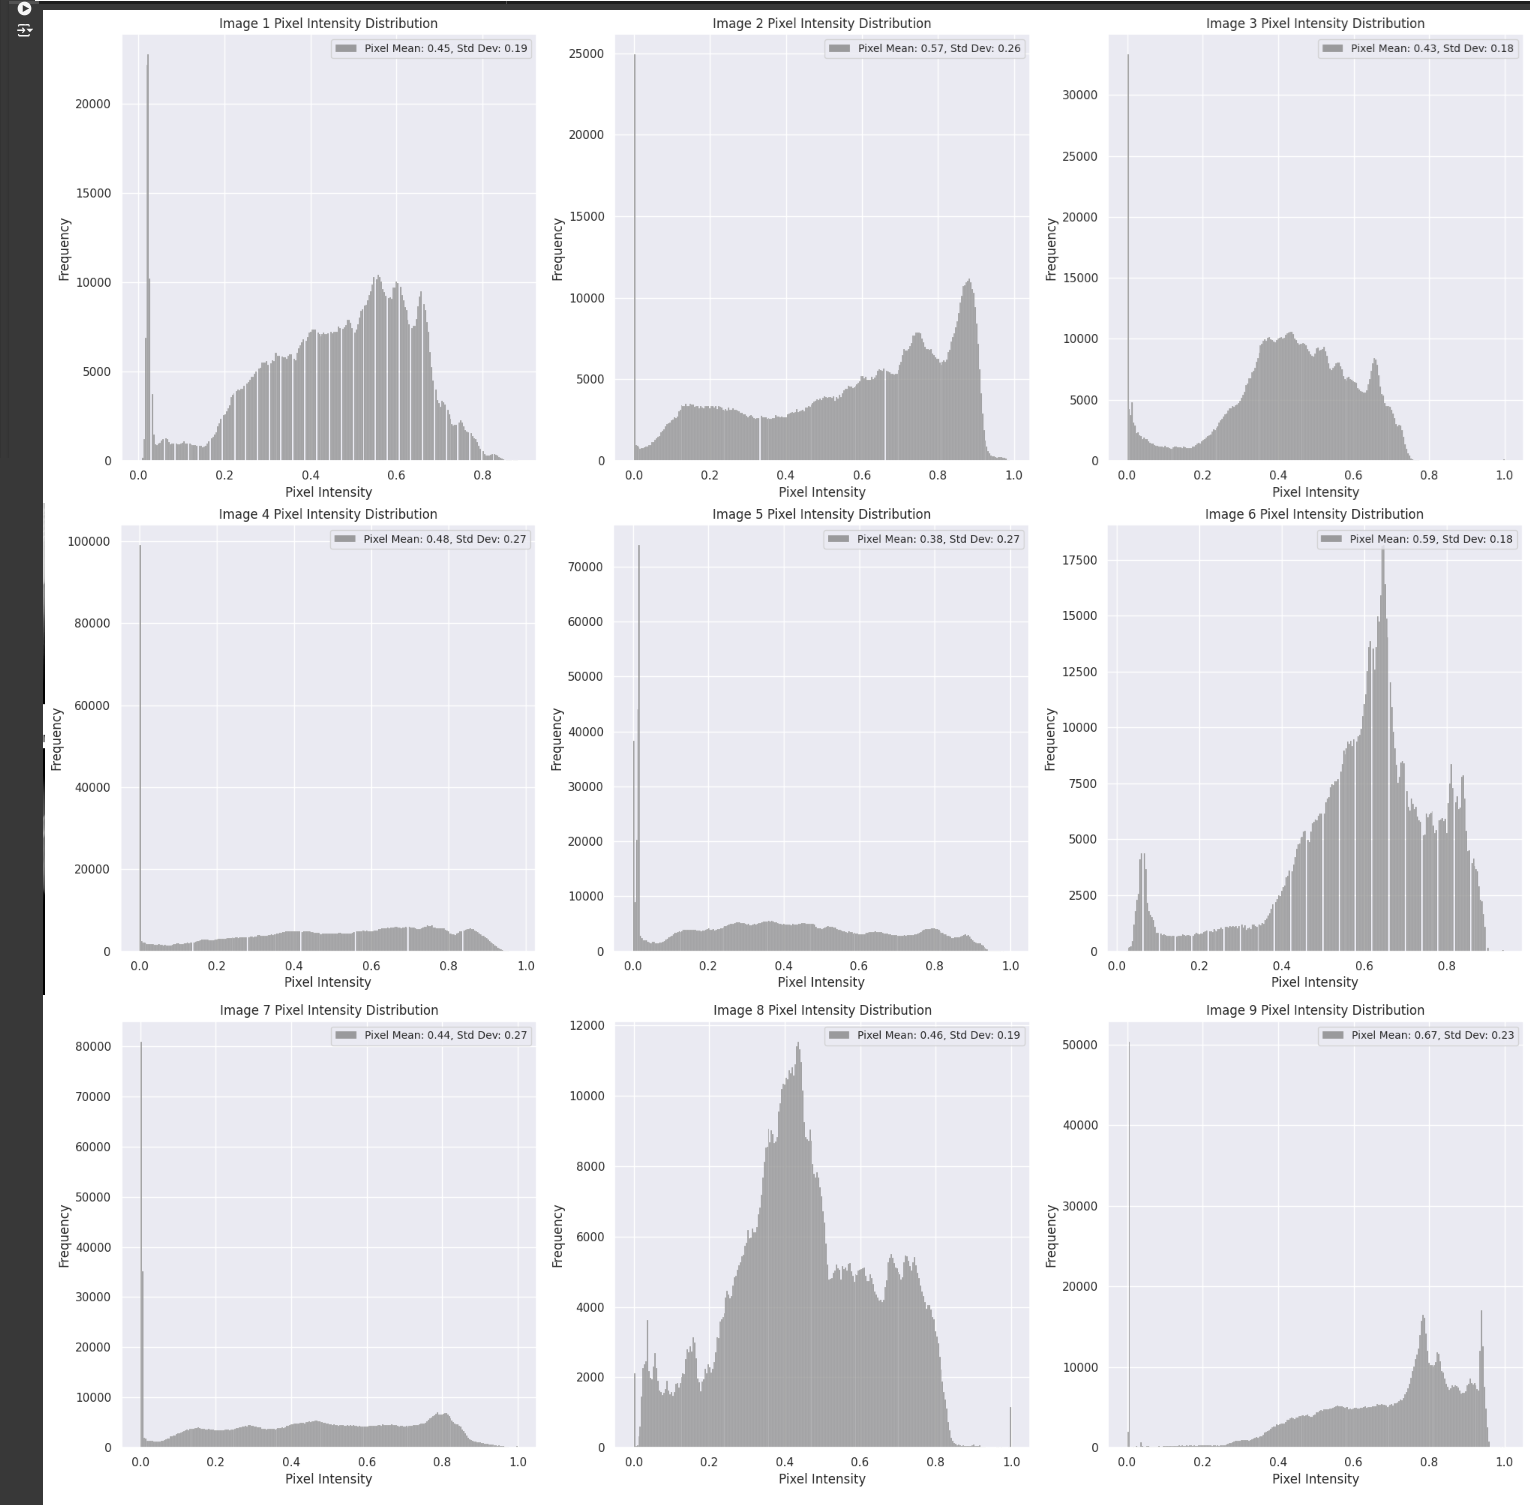 Image 1 Pixel Intensity Distribution
Pixel Mean: 0.45, Std Dev: 0.19
20000
15000
10000
5000
0
Frequency
0.0 0.2 0.4 0.6 0.8
Pixel Intensity
Image 2 Pixel Intensity Distribution
Pixel Mean: 0.57, Std Dev: 0.26
25000
20000
15000
10000
5000
0
Frequency
0.0 0.2 0.4 0.6 0.8 1.0
Pixel Intensity
Image 3 Pixel Intensity Distribution
Pixel Mean: 0.43, Std Dev: 0.18
30000
25000
20000
15000
10000
5000
0
Frequency
0.0 0.2 0.4 0.6 0.8 1.0
Pixel Intensity
Image 4 Pixel Intensity Distribution
Pixel Mean: 0.48, Std Dev: 0.27
100000
80000
60000
40000
20000
0
Frequency
0.0 0.2 0.4 0.6 0.8 1.0
Pixel Intensity
Image 5 Pixel Intensity Distribution
Pixel Mean: 0.38, Std Dev: 0.27
70000
60000
50000
40000
30000
20000
10000
0
Frequency
0.0 0.2 0.4 0.6 0.8 1.0
Pixel Intensity
Image 6 Pixel Intensity Distribution
Pixel Mean: 0.59, Std Dev: 0.18
17500
15000
12500
10000
7500
5000
2500
0
Frequency
0.0 0.2 0.4 0.6 0.8
Pixel Intensity
Image 7 Pixel Intensity Distribution
Pixel Mean: 0.44, Std Dev: 0.27
80000
70000
60000
50000
40000
30000
20000
10000
0
Frequency
0.0 0.2 0.4 0.6 0.8 1.0
Pixel Intensity
Image 8 Pixel Intensity Distribution
Pixel Mean: 0.46, Std Dev: 0.19
12000
10000
8000
6000
4000
2000
0
Frequency
0.0 0.2 0.4 0.6 0.8 1.0
Pixel Intensity
Image 9 Pixel Intensity Distribution
Pixel Mean: 0.67, Std Dev: 0.23
50000
40000
30000
20000
10000
0
Frequency
0.0 0.2 0.4 0.6 0.8 1.0
Pixel Intensity